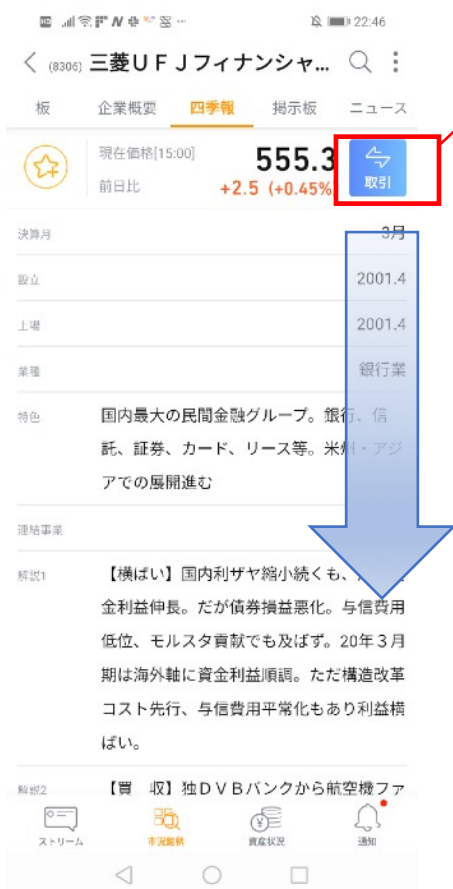 22:46
(8306) 三菱UFJフィナンシャ...
板 企業概要 四季報 掲示板 ニュース
現在価格[15:00] 555.3
前日比 +2.5 (+0.45%
取引
決算月 3月
設立 2001.4
上場 2001.4
業種 銀行業
特色 国内最大の民間金融グループ。銀行、信
託、証券、カード、リース等。米州・アジ
アでの展開進む
連結事業
解説1 【横ばい】国内利ザヤ縮小続くも、
金利益伸長。だが債券損益悪化。与信費用
低位、モルスタ貢献でも及ばず。20年3月
期は海外軸に資金利益順調。ただ構造改革
コスト先行、与信費用平常化もあり利益横
ばい。
解説2 【買 収】独DVBバンクから航空機ファ
ストリーム 市況銘柄 資産状況 通知